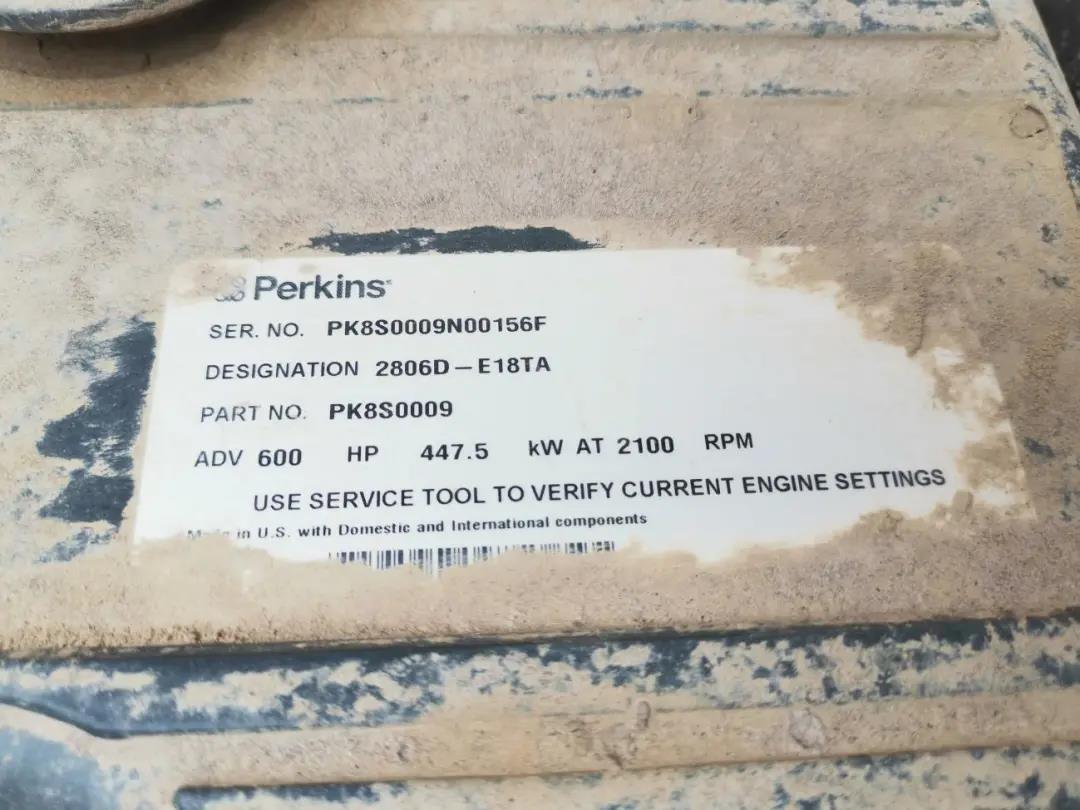 Perkins
SER. NO. PK8S0009N00156F
DESIGNATION 2806D – E18TA
PART NO. PK8S0009
ADV 600 HP 447.5 kW AT 2100 RPM
USE SERVICE TOOL TO VERIFY CURRENT ENGINE SETTINGS
in U.S. with Domestic and International components